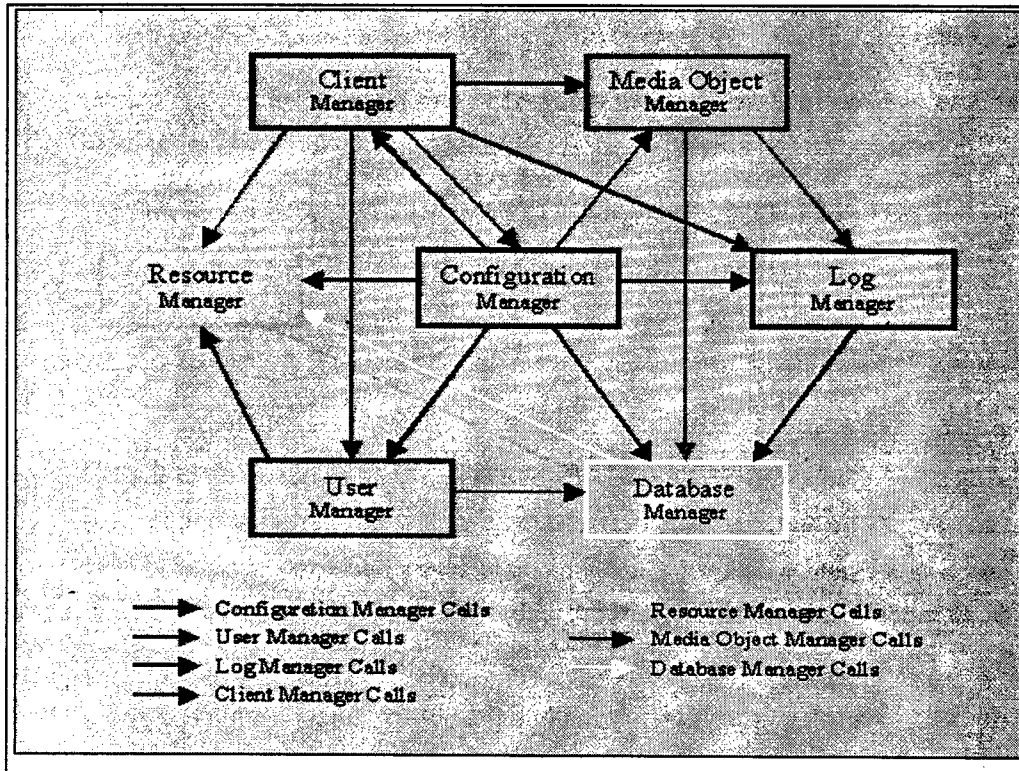 Client
Manager
Media Object
Manager
Resource
Manager
Configuration
Manager
Log
Manager
User
Manager
Database
Manager
Configuration Manager Calls
User Manager Calls
Log Manager Calls
Client Manager Calls
Resource Manager Calls
Media Object Manager Calls
Database Manager Calls